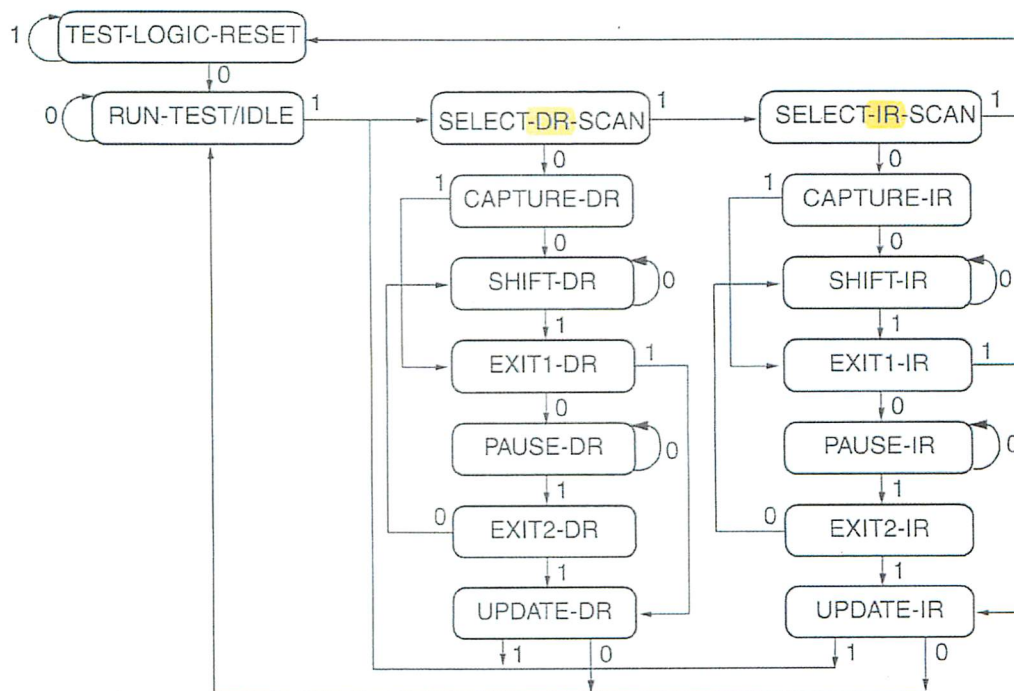 1 TEST-LOGIC-RESET
0
0 RUN-TEST/IDLE 1 SELECT-DR-SCAN 1 SELECT-IR-SCAN 1
0 0
1 CAPTURE-DR 1 CAPTURE-IR
0 0
SHIFT-DR 0 SHIFT-IR 0
1 1
EXIT1-DR 1 EXIT1-IR 1
0 0
PAUSE-DR 0 PAUSE-IR 0
1 1
0 EXIT2-DR 0 EXIT2-IR
1 1
UPDATE-DR UPDATE-IR
1 0 1 0